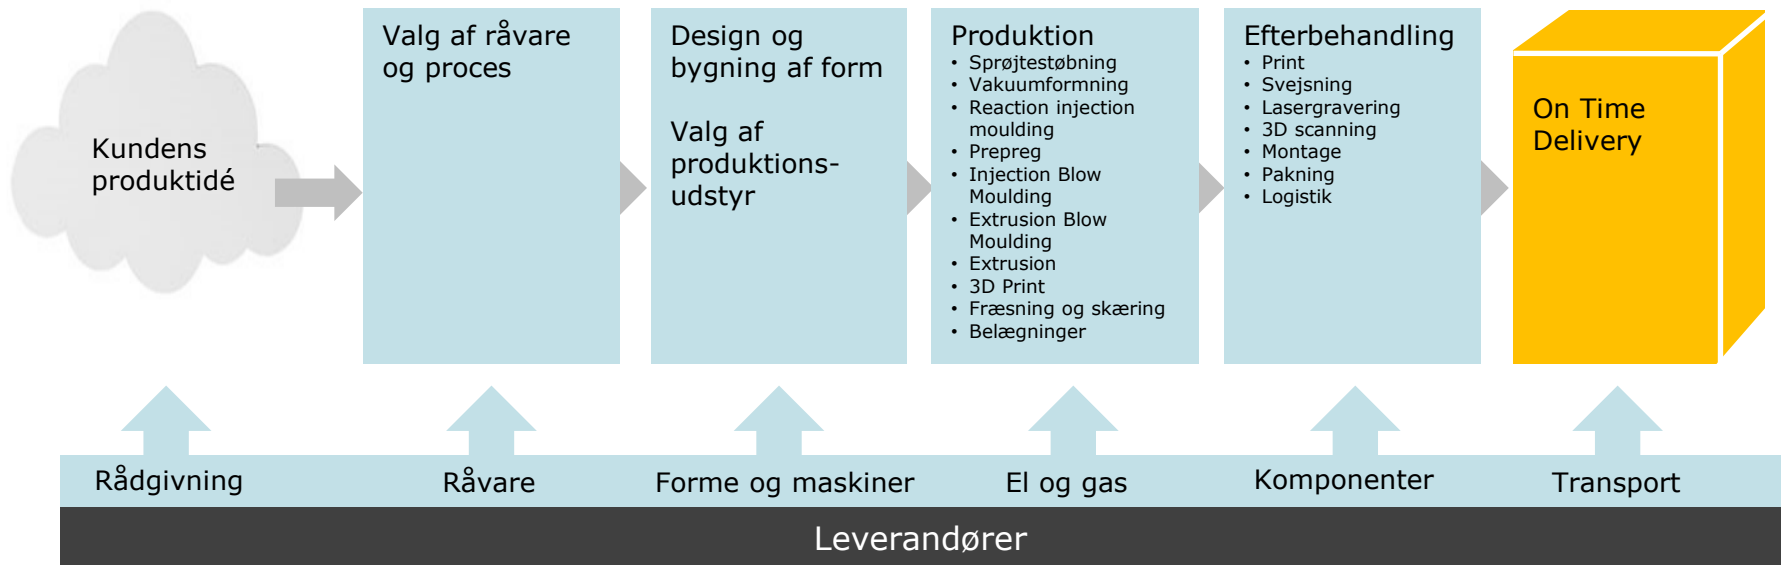 Kundens
produktidé
Valg af råvare
og proces
Design og
bygning af form
Valg af
produktions-
udstyr
Produktion
• Sprøjtestøbning
• Vakuumformning
• Reaction injection
moulding
• Prepreg
• Injection Blow
Moulding
• Extrusion Blow
Moulding
• Extrusion
• 3D Print
• Fræsning og skæring
• Belægninger
Efterbehandling
• Print
• Svejsning
• Lasergravering
• 3D scanning
• Montage
• Pakning
• Logistik
On Time
Delivery
Rådgivning
Råvare
Forme og maskiner
El og gas
Komponenter
Transport
Leverandører